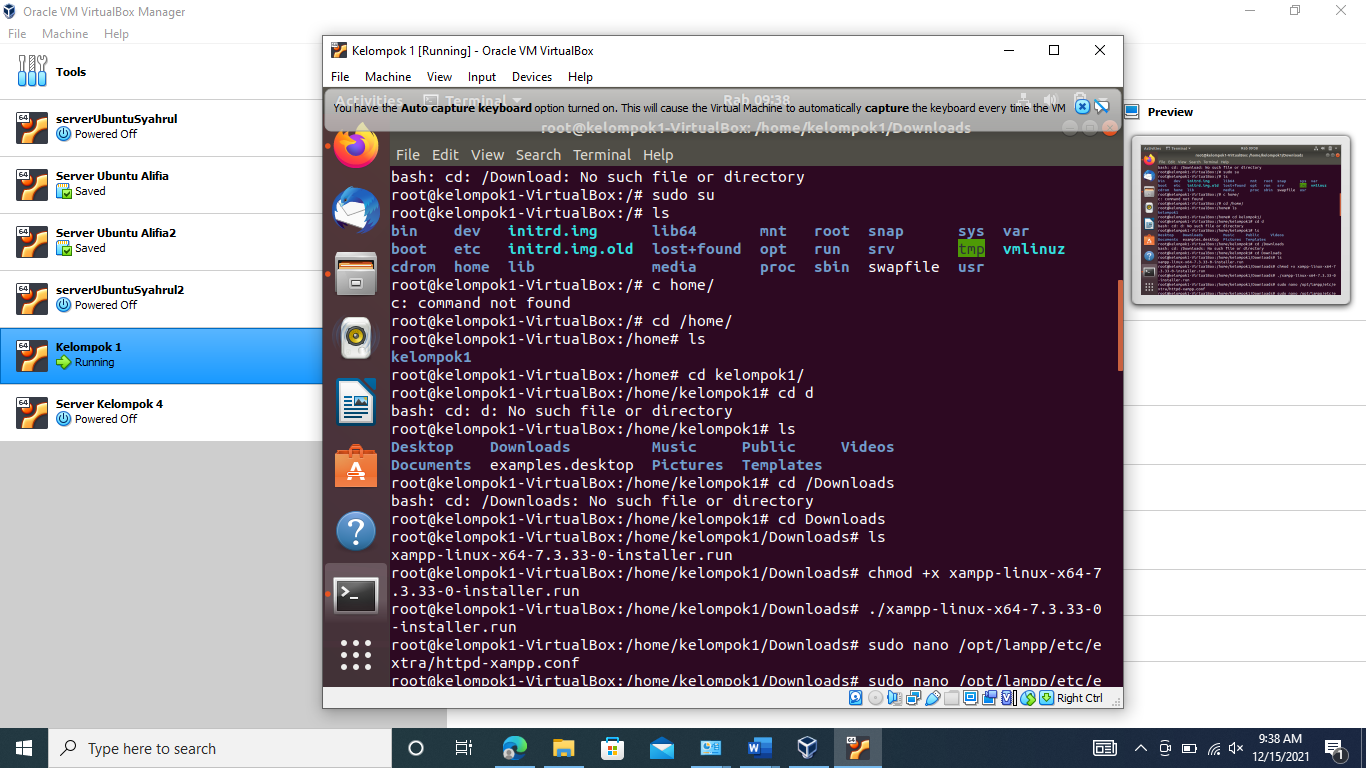 Oracle VM VirtualBox Manager
File Machine Help
Tools
64 serverUbuntuSyahrul
Powered Off
64 Server Ubuntu Alifia
Saved
64 Server Ubuntu Alifia2
Saved
64 serverUbuntuSyahrul2
Powered Off
64 Kelompok 1
Running
64 Server Kelompok 4
Powered Off
Kelompok 1 [Running] - Oracle VM VirtualBox
File Machine View Input Devices Help
Activities Terminal Rab 09:38
You have the Auto capture keyboard option turned on. This will cause the Virtual Machine to automatically capture the keyboard every time the VM
root@kelompok1-VirtualBox: /home/kelompok1/Downloads
File Edit View Search Terminal Help
bash: cd: /Download: No such file or directory
root@kelompok1-VirtualBox:/# sudo su
root@kelompok1-VirtualBox:/# ls
bin dev initrd.img lib64 mnt root snap sys var
boot etc initrd.img.old lost+found opt run srv tmp vmlinuz
cdrom home lib media proc sbin swapfile usr
root@kelompok1-VirtualBox:/# c home/
c: command not found
root@kelompok1-VirtualBox:/# cd /home/
root@kelompok1-VirtualBox:/home# ls
kelompok1
root@kelompok1-VirtualBox:/home# cd kelompok1/
root@kelompok1-VirtualBox:/home/kelompok1# cd d
bash: cd: d: No such file or directory
root@kelompok1-VirtualBox:/home/kelompok1# ls
Desktop Downloads Music Public Videos
Documents examples.desktop Pictures Templates
root@kelompok1-VirtualBox:/home/kelompok1# cd /Downloads
bash: cd: /Downloads: No such file or directory
root@kelompok1-VirtualBox:/home/kelompok1# cd Downloads
root@kelompok1-VirtualBox:/home/kelompok1/Downloads# ls
xampp-linux-x64-7.3.33-0-installer.run
root@kelompok1-VirtualBox:/home/kelompok1/Downloads# chmod +x xampp-linux-x64-7
.3.33-0-installer.run
root@kelompok1-VirtualBox:/home/kelompok1/Downloads# ./xampp-linux-x64-7.3.33-0
-installer.run
root@kelompok1-VirtualBox:/home/kelompok1/Downloads# sudo nano /opt/lampp/etc/e
xtra/httpd-xampp.conf
root@kelompok1-VirtualBox:/home/kelompok1/Downloads# sudo nano /opt/lampp/etc/e
Right Ctrl
Preview
Type here to search
9:38 AM
12/15/2021
1